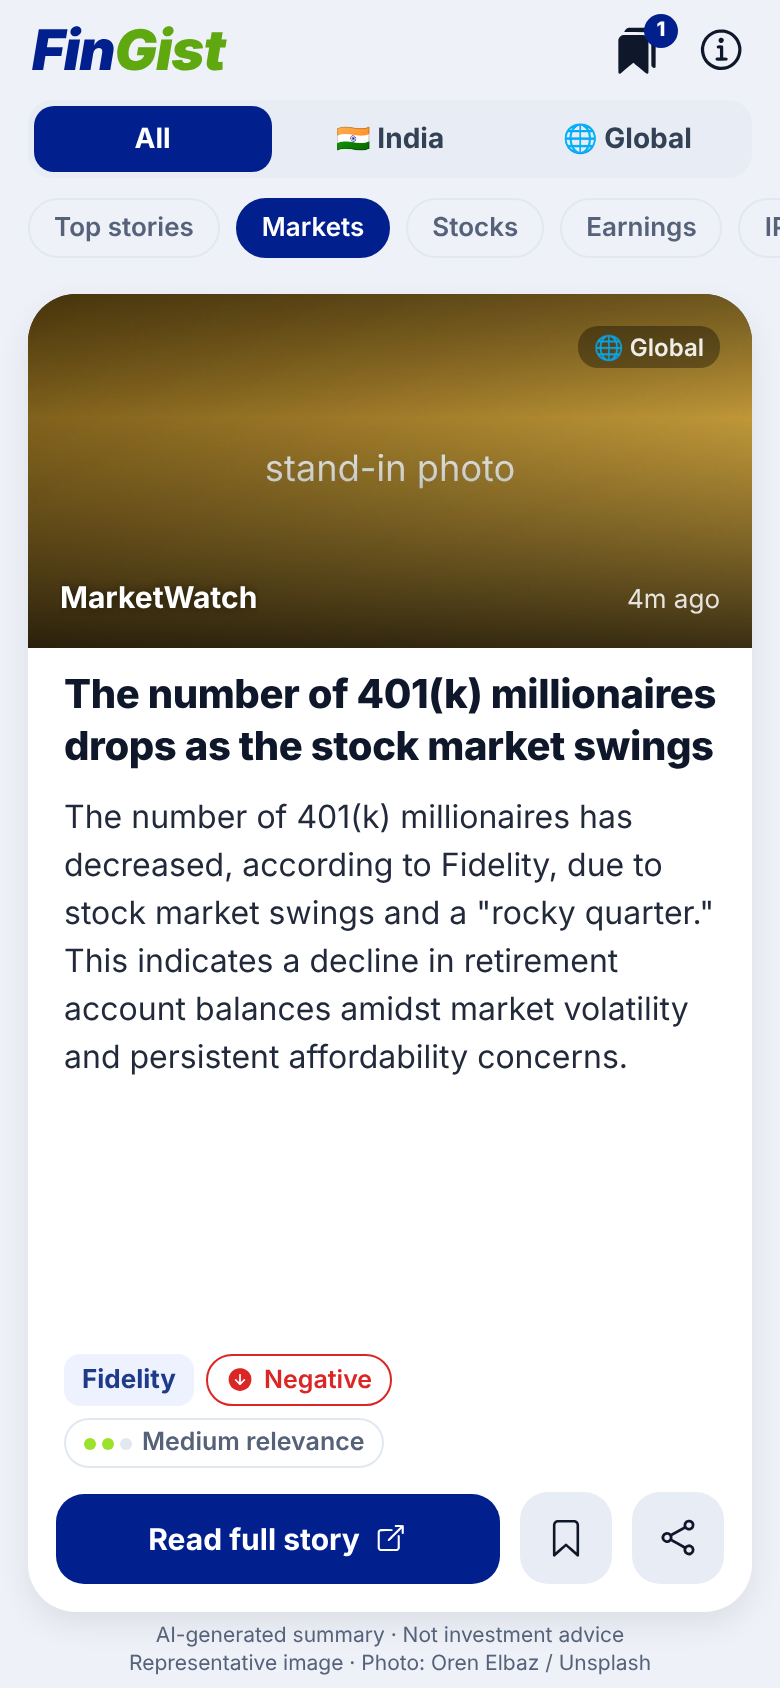 FinGist
1
All
🇮🇳 India
🌐 Global
Top stories
Markets
Stocks
Earnings
🌐 Global
stand-in photo
MarketWatch
4m ago
The number of 401(k) millionaires
drops as the stock market swings
The number of 401(k) millionaires has
decreased, according to Fidelity, due to
stock market swings and a "rocky quarter."
This indicates a decline in retirement
account balances amidst market volatility
and persistent affordability concerns.
Fidelity
Negative
Medium relevance
Read full story
AI-generated summary · Not investment advice
Representative image · Photo: Oren Elbaz / Unsplash